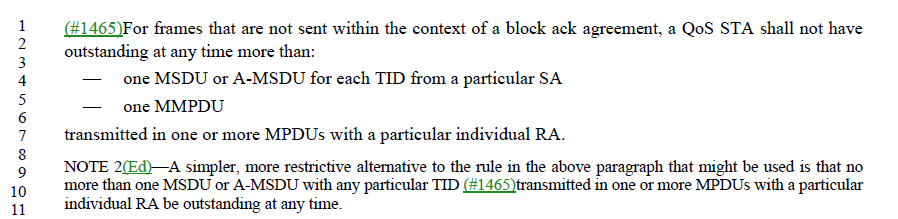 1
2
3
4
5
6
7
8
9
10
11
(#1465)For frames that are not sent within the context of a block ack agreement, a QoS STA shall not have
outstanding at any time more than:
— one MSDU or A-MSDU for each TID from a particular SA
— one MMPDU
transmitted in one or more MPDUs with a particular individual RA.
NOTE 2(Ed)—A simpler, more restrictive alternative to the rule in the above paragraph that might be used is that no
more than one MSDU or A-MSDU with any particular TID (#1465)transmitted in one or more MPDUs with a particular
individual RA be outstanding at any time.